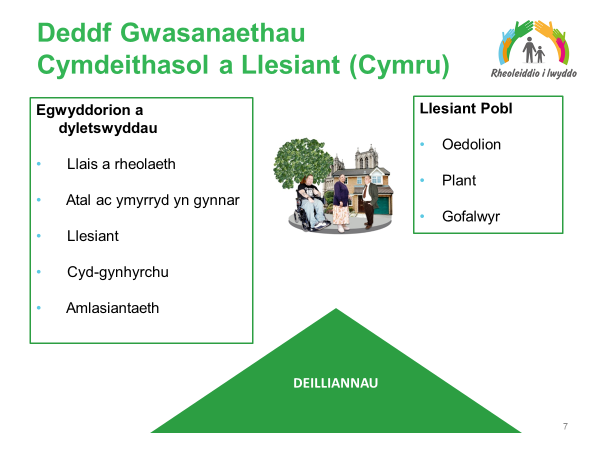 Deddf Gwasanaethau
Cymdeithasol a Llesiant (Cymru)
Rheoleiddio i lwyddo
Egwyddorion a
dyletswyddau
• Llais a rheolaeth
• Atal ac ymyrryd yn gynnar
• Llesiant
• Cyd-gynhyrchu
• Amlasiantaeth
Llesiant Pobl
• Oedolion
• Plant
• Gofalwyr
DEILLIANNAU
7